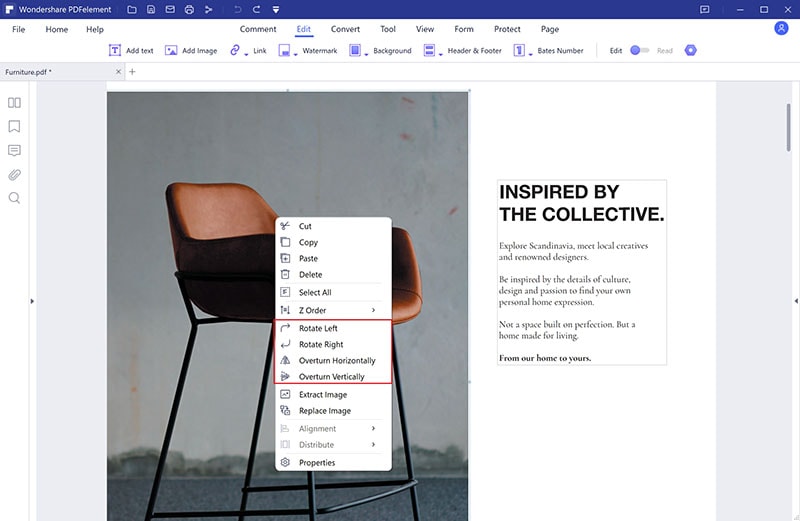 Wondershare PDFelement
File
Home
Help
Comment
Edit
Convert
Tool
View
Form
Protect
Page
Add text
Add Image
Link
Watermark
Background
Header & Footer
Bates Number
Edit
Read
Furniture.pdf *
INSPIRED BY
THE COLLECTIVE.
Explore Scandinavia, meet local creatives
and renowned designers.
Be inspired by the details of culture,
design and passion to find your own
personal home expression.
Not a space built on perfection. But a
home made for living.
From our home to yours.
Cut
Copy
Paste
Delete
Select All
Z Order
Rotate Left
Rotate Right
Overturn Horizontally
Overturn Vertically
Extract Image
Replace Image
Alignment
Distribute
Properties